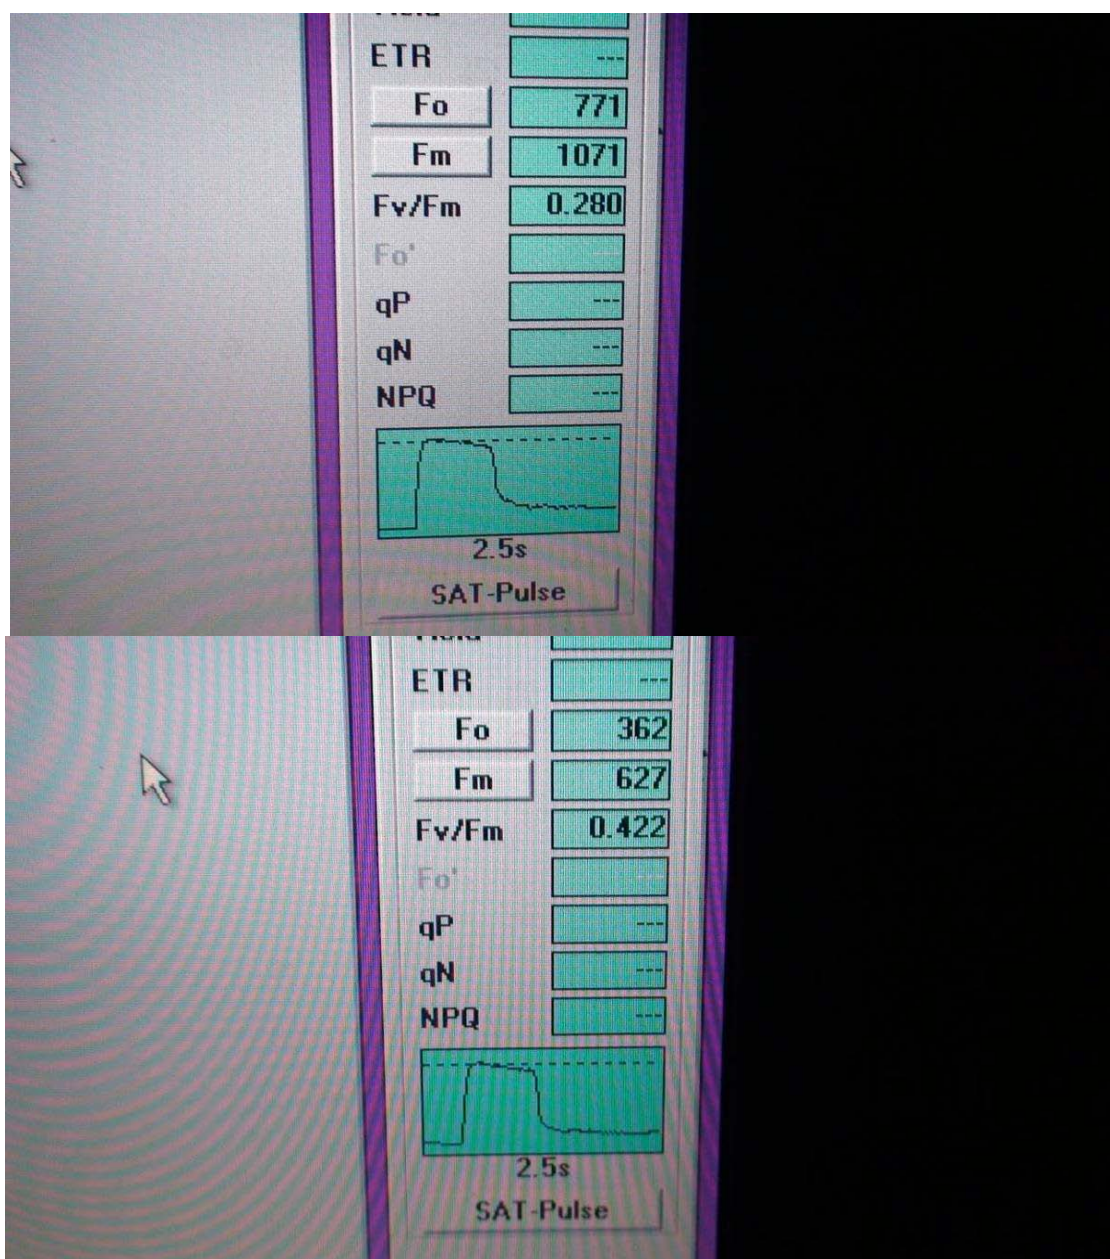 ETR ---
Fo 771
Fm 1071
Fv/Fm 0.280
Fo'
qP ---
qN ---
NPQ ---
2.5s
SAT-Pulse
ETR ---
Fo 362
Fm 627
Fv/Fm 0.422
Fo'
qP ---
qN ---
NPQ ---
2.5s
SAT-Pulse